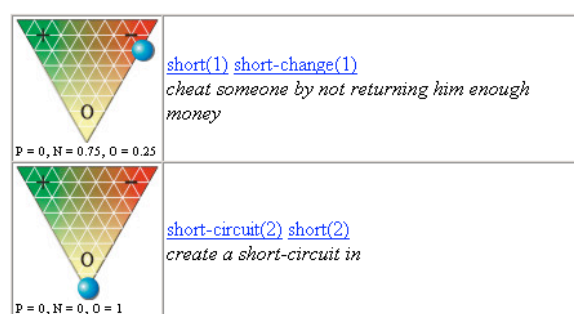 + −
O
P = 0, N = 0.75, O = 0.25
short(1) short-change(1)
cheat someone by not returning him enough
money
+ −
O
P = 0, N = 0, O = 1
short-circuit(2) short(2)
create a short-circuit in